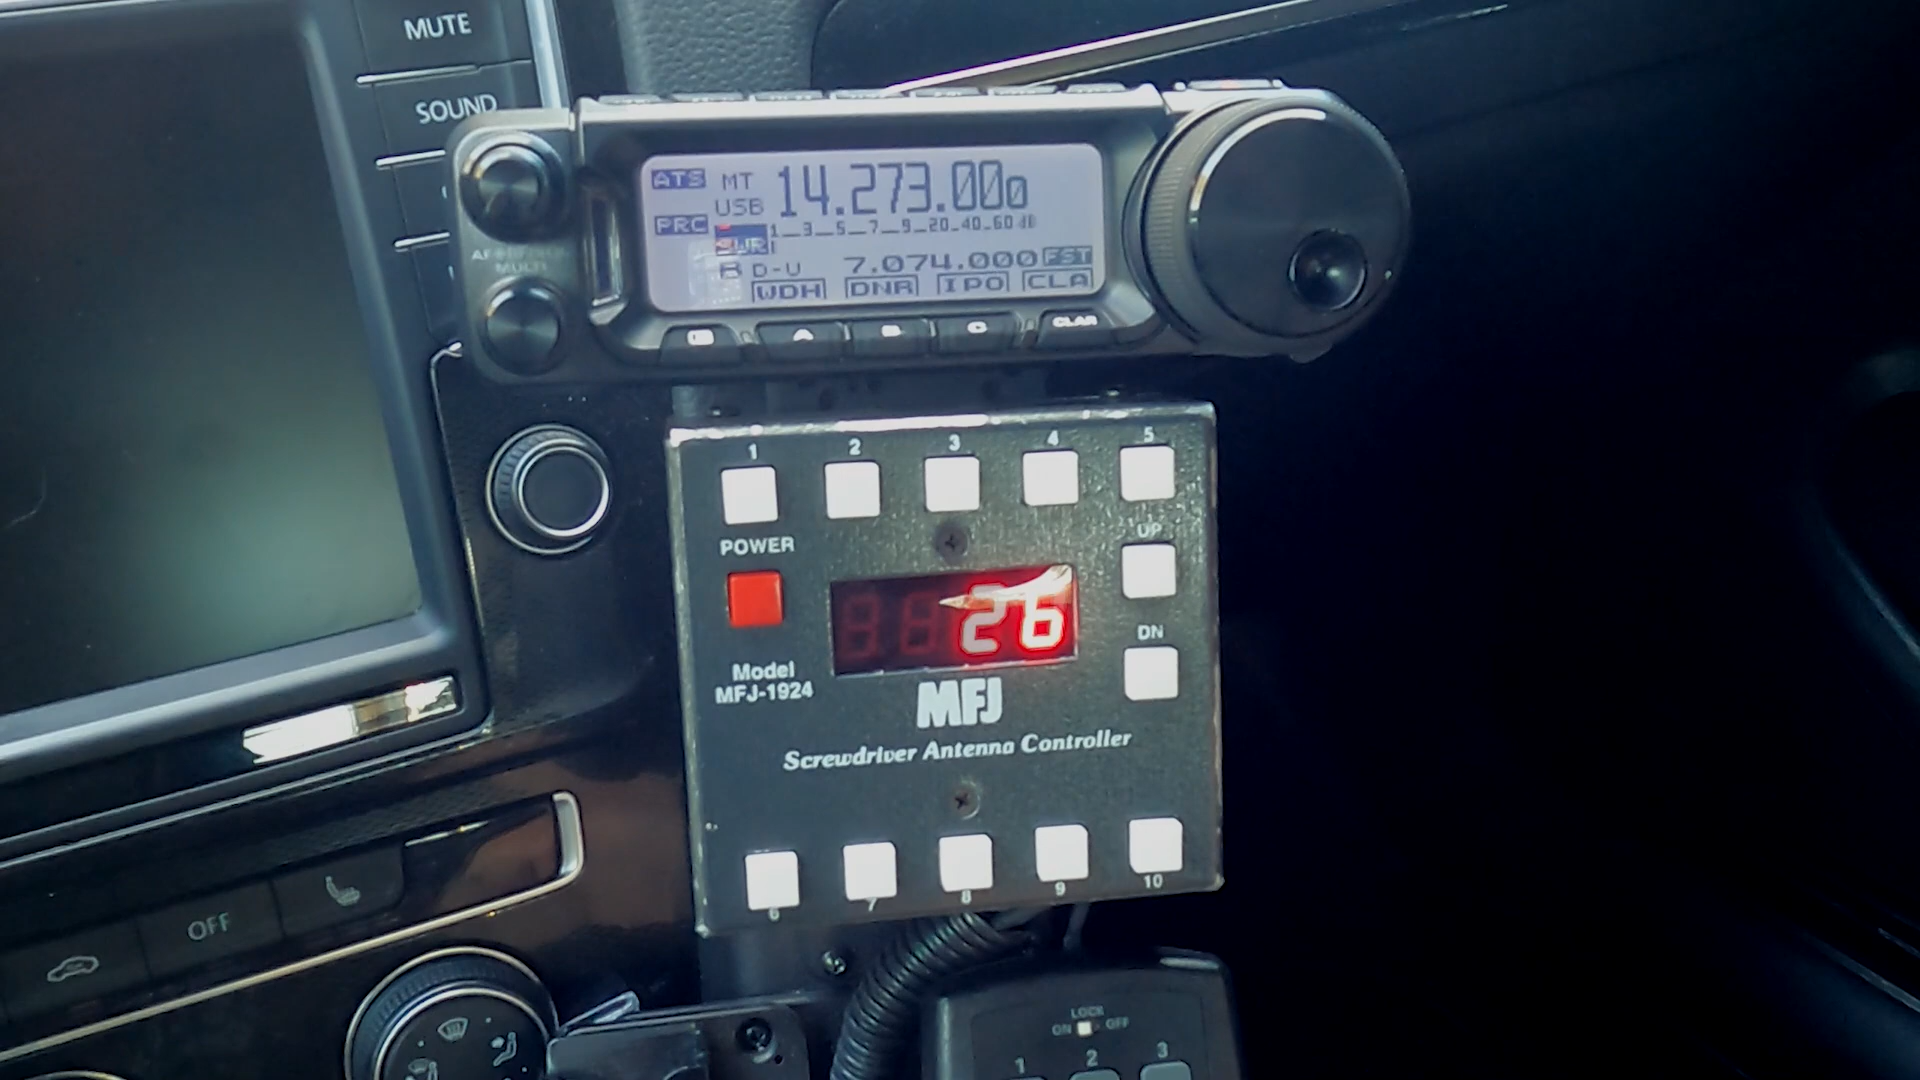 MUTE
SOUND
ATS
MT
14.273.000
USB
PRC
1__3__5__7__9_20_40_60 dB
SWR
B D-U
7.074.000
FST
WDH
DNR
IPO
CLA
MULTI
A
B
C
CLAR
1
2
3
4
5
POWER
UP
26
DN
Model
MFJ-1924
MFJ
Screwdriver Antenna Controller
6
7
8
9
10
OFF
LOCK
ON
OFF
1
2
3